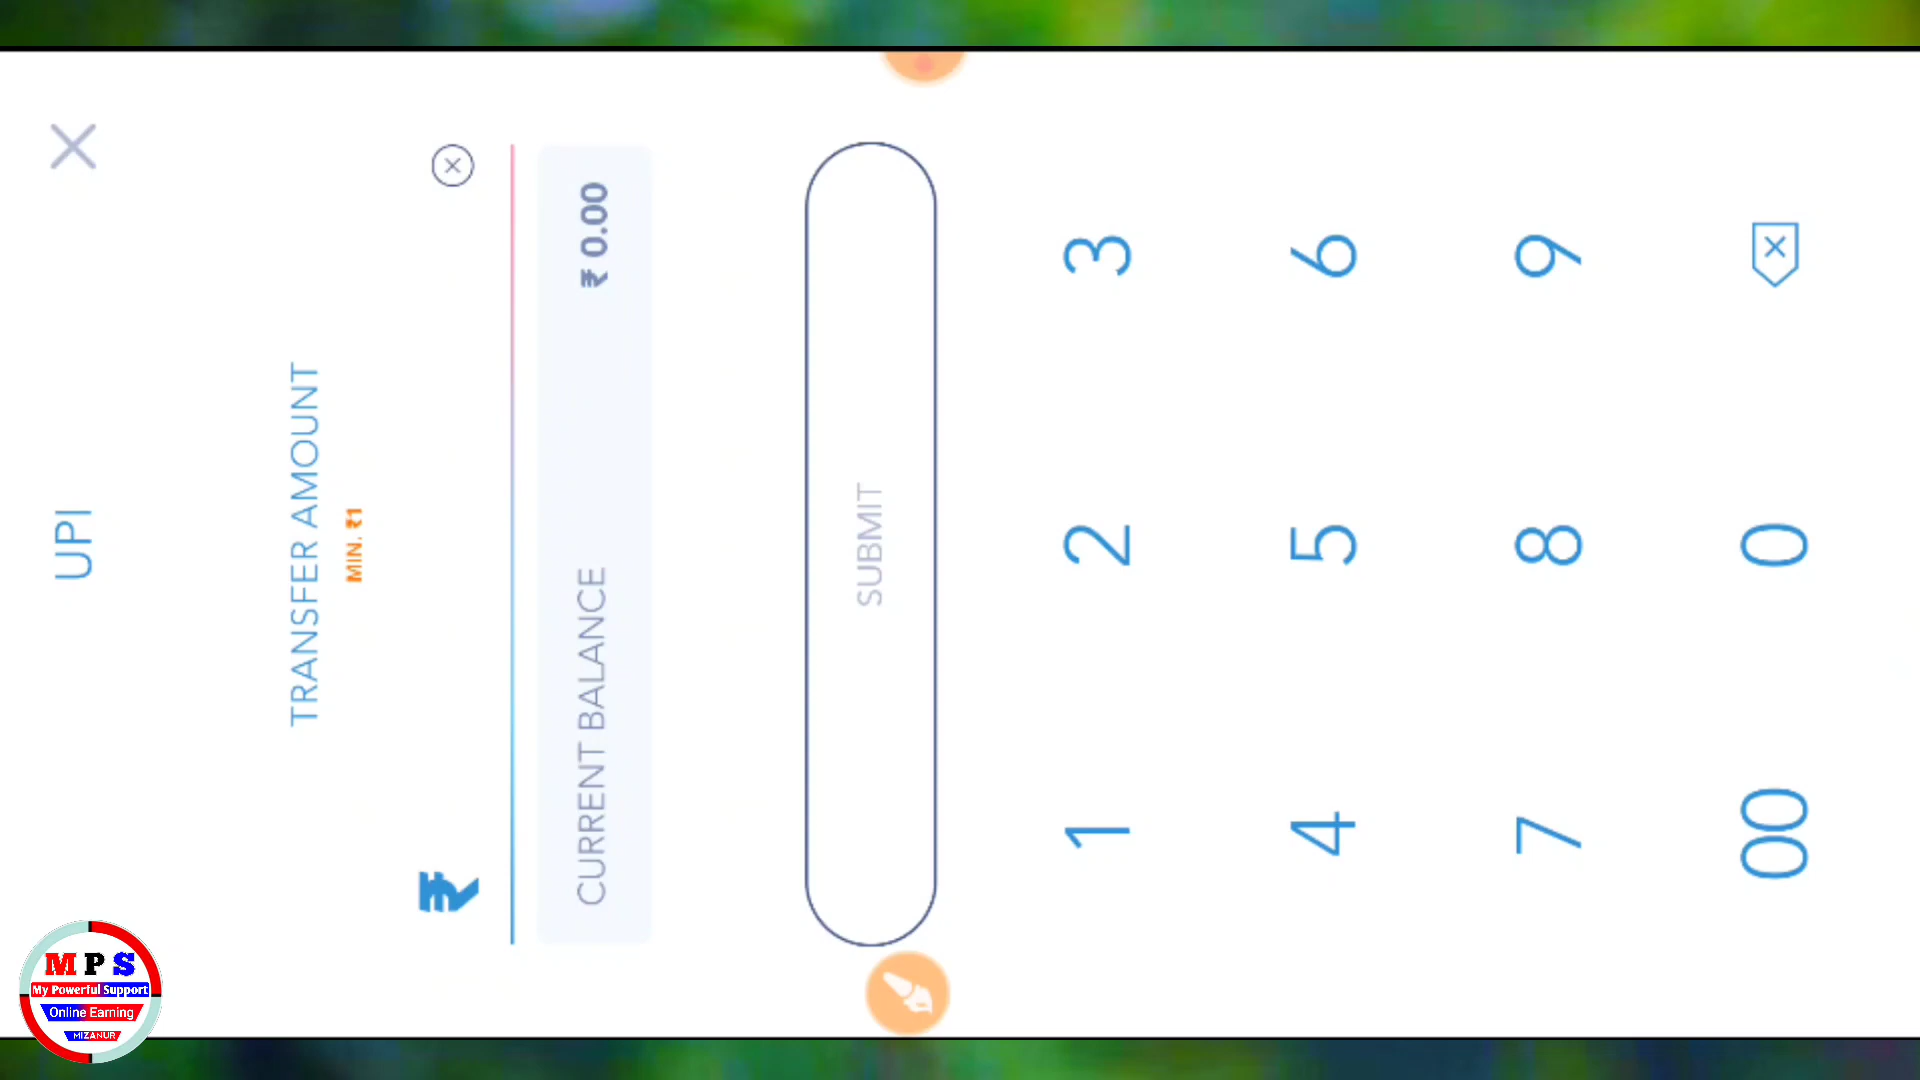 UPI
TRANSFER AMOUNT
MIN. ₹1
₹
CURRENT BALANCE ₹ 0.00
SUBMIT
1 2 3
4 5 6
7 8 9
00 0
M P S
My Powerful Support
Online Earning
MIZANUR